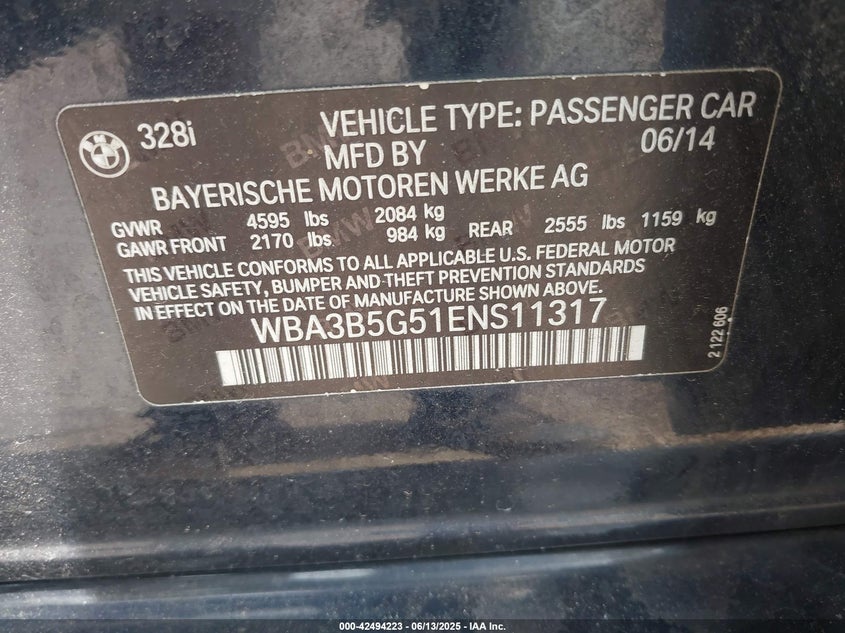 328i VEHICLE TYPE: PASSENGER CAR
MFD BY 06/14
BAYERISCHE MOTOREN WERKE AG
GVWR 4595 lbs 2084 kg
GAWR FRONT 2170 lbs 984 kg REAR 2555 lbs 1159 kg
THIS VEHICLE CONFORMS TO ALL APPLICABLE U.S. FEDERAL MOTOR
VEHICLE SAFETY, BUMPER AND THEFT PREVENTION STANDARDS
IN EFFECT ON THE DATE OF MANUFACTURE SHOWN ABOVE.
WBA3B5G51ENS11317
2 122 606
000-42494223 - 06/13/2025 - IAA Inc.